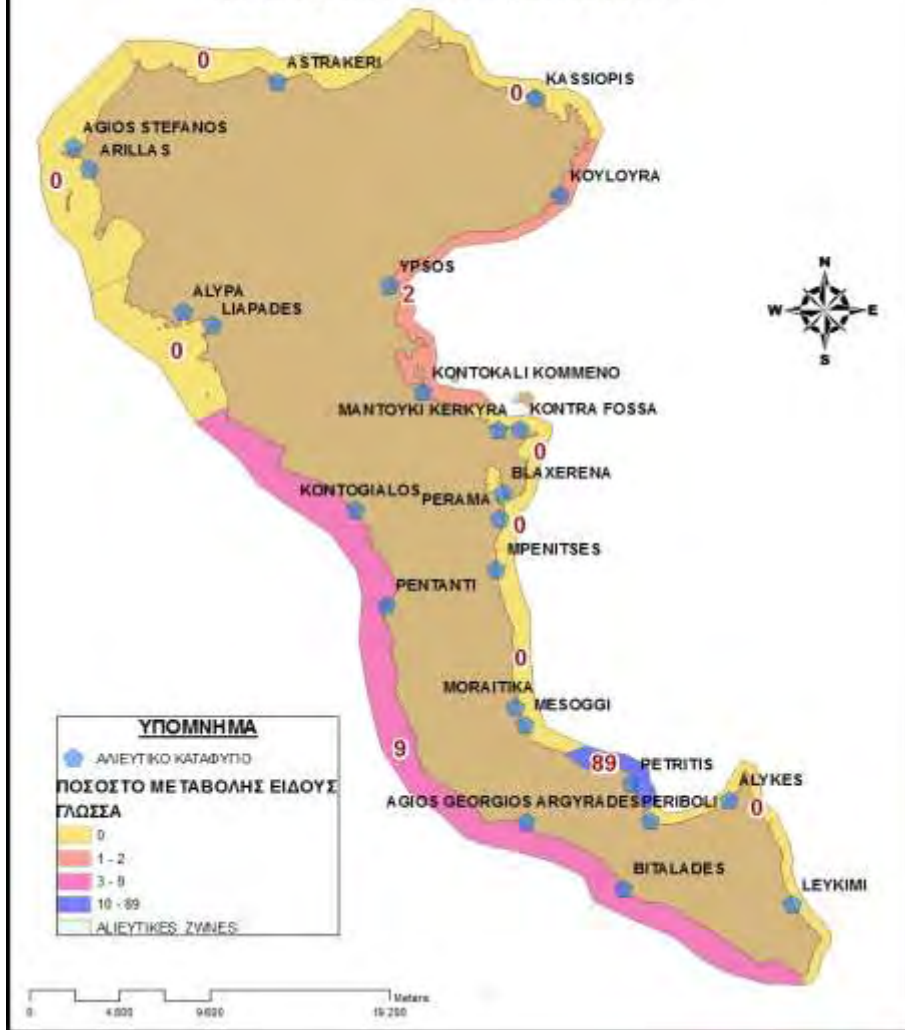 0
ASTRAKERI
KASSIOPIS
0
AGIOS STEFANOS
ARILLAS
0
KOYLOYRA
YPSOS
2
N
W E
S
ALYPA
LIAPADES
0
KONTOKALI KOMMENO
MANTOYKI KERKYRA KONTRA FOSSA
0
BLAXERENA
KONTOGIALOS
PERAMA
0
MPENITSES
PENTANTI
0
MORAITIKA
MESOGGI
9
89
PETRITIS
ALYKES
0
AGIOS GEORGIOS ARGYRADES PERIBOLI
BITALADES
LEYKIMI
ΥΠΟΜΝΗΜΑ
ΑΛΙΕΥΤΙΚΟ ΚΑΤΑΦΥΓΙΟ
ΠΟΣΟΣΤΟ ΜΕΤΑΒΟΛΗΣ ΕΙΔΟΥΣ
ΓΛΩΣΣΑ
0
1 - 2
3 - 9
10 - 89
ALIEYTIKES_ZWNES
Meters
0 4.800 9.600 19.200